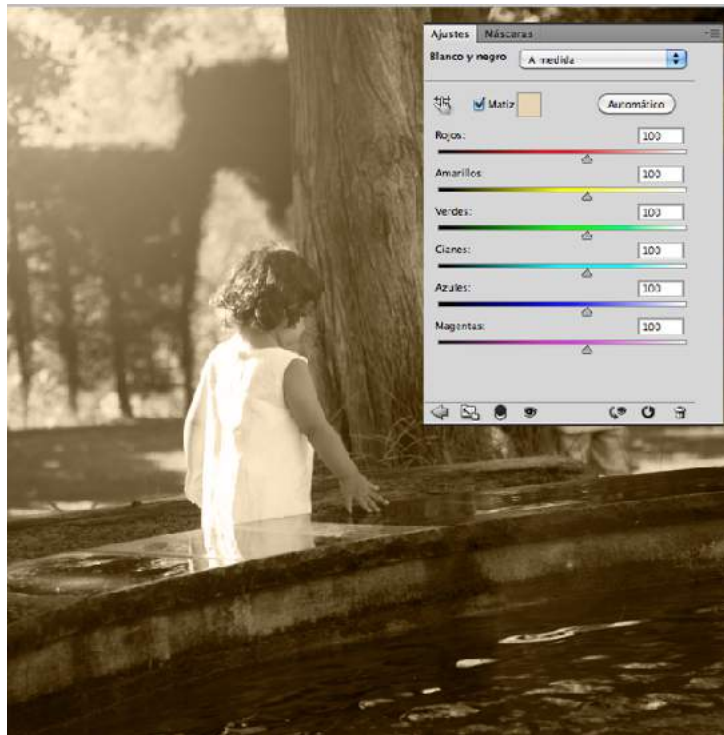 Ajustes Máscaras
Blanco y negro A medida
Matiz Automático
Rojos: 100
Amarillos: 100
Verdes: 100
Cianes: 100
Azules: 100
Magentas: 100